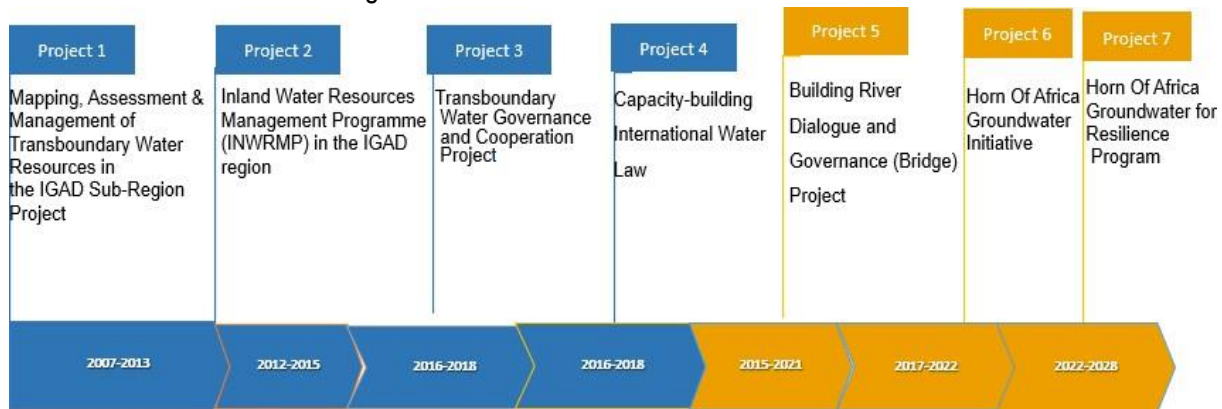 Project 1
Mapping, Assessment &
Management of
Transboundary Water
Resources in
the IGAD Sub-Region
Project
Project 2
Inland Water Resources
Management Programme
(INWRMP) in the IGAD
region
Project 3
Transboundary
Water Governance
and Cooperation
Project
Project 4
Capacity-building
International Water
Law
Project 5
Building River
Dialogue and
Governance (Bridge)
Project
Project 6
Horn Of Africa
Groundwater
Initiative
Project 7
Horn Of Africa
Groundwater for
Resilience
Program
2007-2013
2012-2015
2016-2018
2016-2018
2015-2021
2017-2022
2022-2028